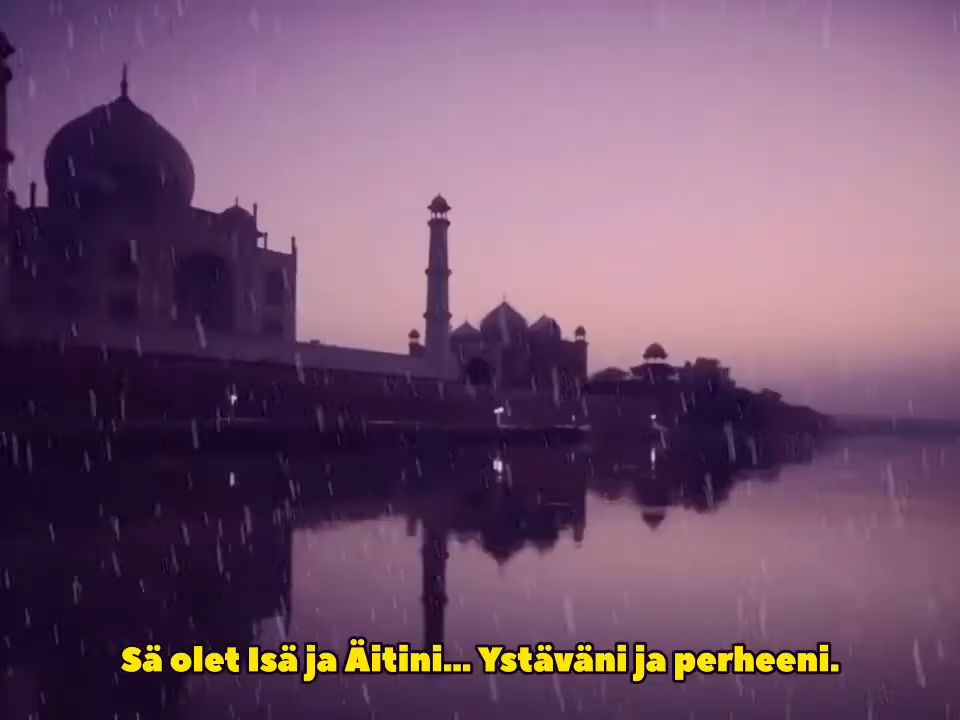 Sä olet Isä ja Äitini... Ystäväni ja perheeni.